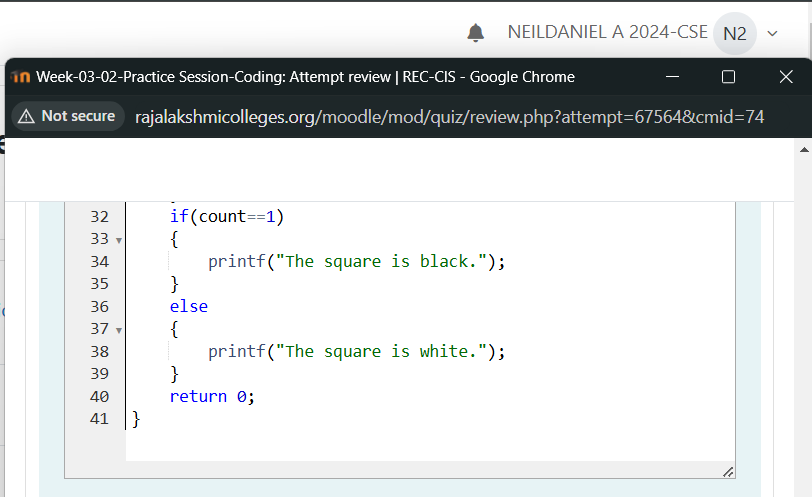 NEILDANIEL A 2024-CSE N2
Week-03-02-Practice Session-Coding: Attempt review | REC-CIS - Google Chrome
Not secure rajalakshmicolleges.org/moodle/mod/quiz/review.php?attempt=67564&cmid=74
32 if(count==1)
33 {
34 printf("The square is black.");
35 }
36 else
37 {
38 printf("The square is white.");
39 }
40 return 0;
41 }